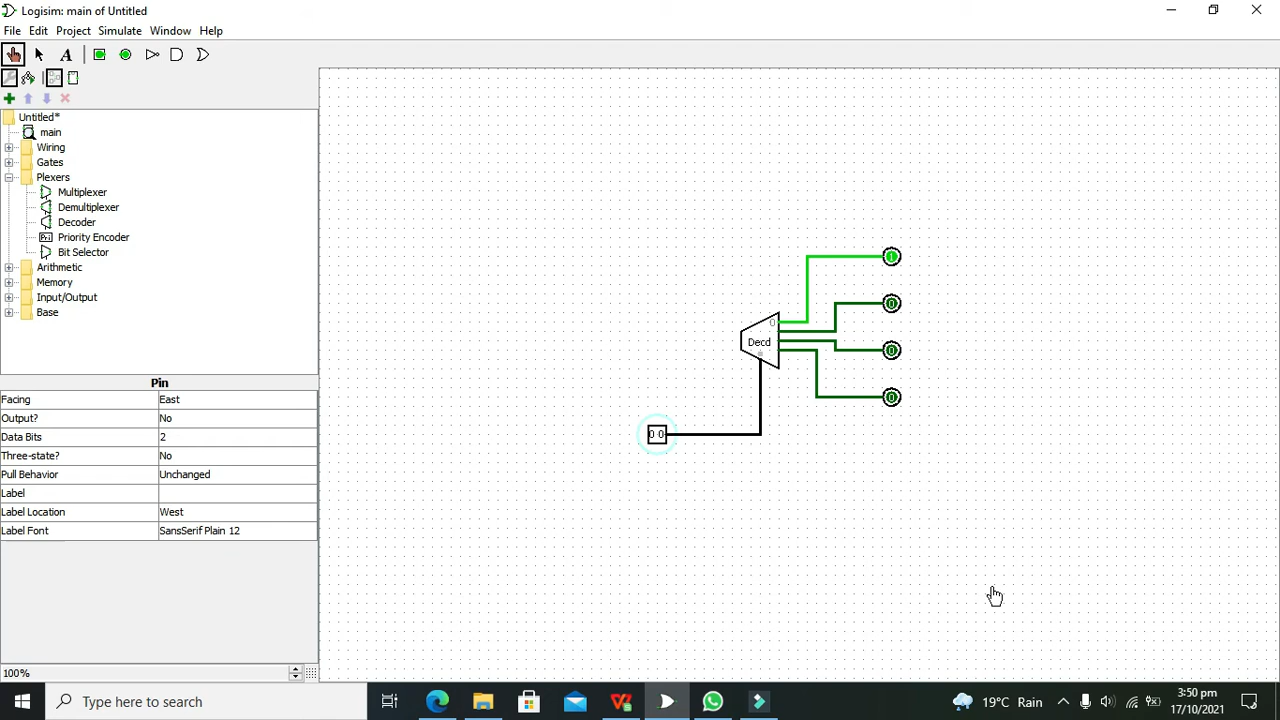 Logisim: main of Untitled
File Edit Project Simulate Window Help
A
Untitled*
main
Wiring
Gates
Plexers
Multiplexer
Demultiplexer
Decoder
Pri Priority Encoder
Bit Selector
Arithmetic
Memory
Input/Output
Base
Pin
Facing East
Output? No
Data Bits 2
Three-state? No
Pull Behavior Unchanged
Label
Label Location West
Label Font SansSerif Plain 12
100%
1
0
0
Decd
0
0
0 0
Type here to search
19°C Rain
3:50 pm
17/10/2021